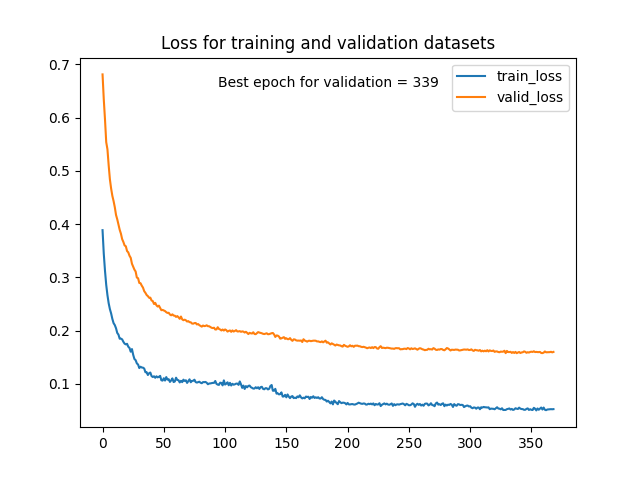 Loss for training and validation datasets
Best epoch for validation = 339
train_loss
valid_loss
0.7
0.6
0.5
0.4
0.3
0.2
0.1
0 50 100 150 200 250 300 350